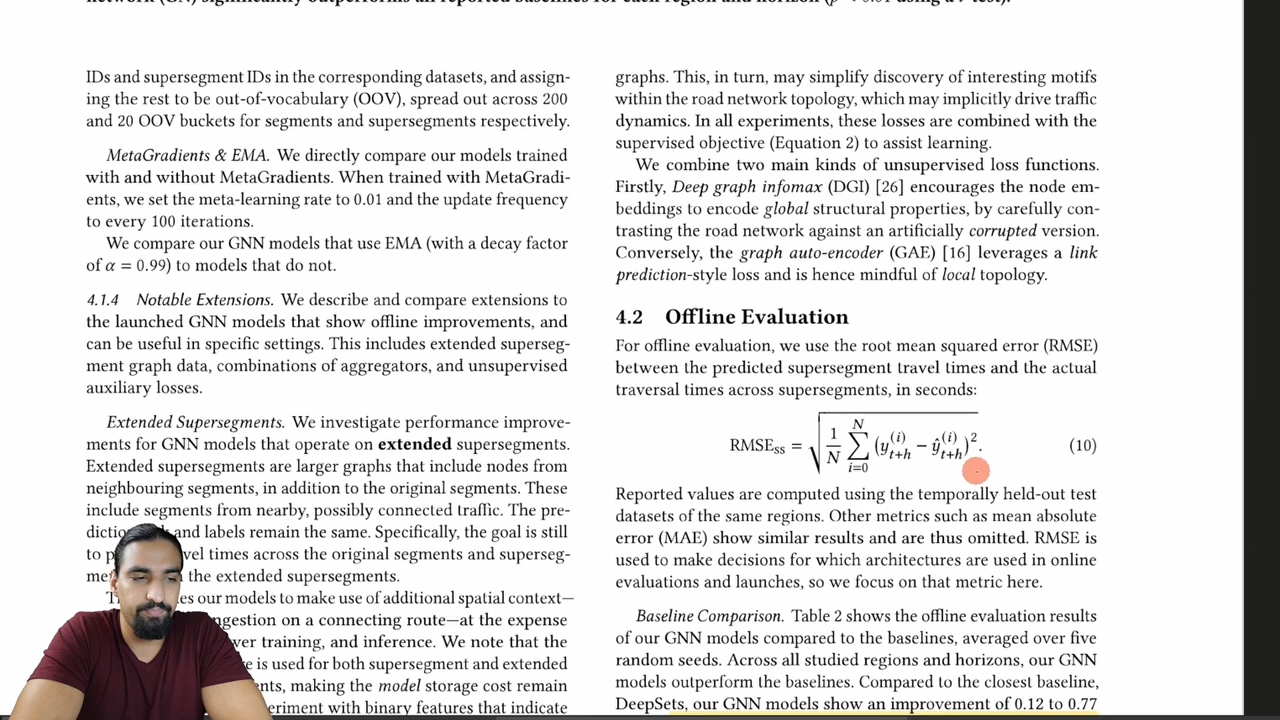 network (GN) significantly outperforms all reported baselines for each region and horizon
IDs and supersegment IDs in the corresponding datasets, and assign-
ing the rest to be out-of-vocabulary (OOV), spread out across 200
and 20 OOV buckets for segments and supersegments respectively.
MetaGradients & EMA. We directly compare our models trained
with and without MetaGradients. When trained with MetaGradi-
ents, we set the meta-learning rate to 0.01 and the update frequency
to every 100 iterations.
We compare our GNN models that use EMA (with a decay factor
of α = 0.99) to models that do not.
4.1.4 Notable Extensions. We describe and compare extensions to
the launched GNN models that show offline improvements, and
can be useful in specific settings. This includes extended superseg-
ment graph data, combinations of aggregators, and unsupervised
auxiliary losses.
Extended Supersegments. We investigate performance improve-
ments for GNN models that operate on extended supersegments.
Extended supersegments are larger graphs that include nodes from
neighbouring segments, in addition to the original segments. These
include segments from nearby, possibly connected traffic. The pre-
and labels remain the same. Specifically, the goal is still
times across the original segments and superseg-
the extended supersegments.
our models to make use of additional spatial context—
on a connecting route—at the expense
training, and inference. We note that the
is used for both supersegment and extended
making the model storage cost remain
with binary features that indicate
graphs. This, in turn, may simplify discovery of interesting motifs
within the road network topology, which may implicitly drive traffic
dynamics. In all experiments, these losses are combined with the
supervised objective (Equation 2) to assist learning.
We combine two main kinds of unsupervised loss functions.
Firstly, Deep graph infomax (DGI) [26] encourages the node em-
beddings to encode global structural properties, by carefully con-
trasting the road network against an artificially corrupted version.
Conversely, the graph auto-encoder (GAE) [16] leverages a link
prediction-style loss and is hence mindful of local topology.
4.2 Offline Evaluation
For offline evaluation, we use the root mean squared error (RMSE)
between the predicted supersegment travel times and the actual
traversal times across supersegments, in seconds:
RMSE_ss = √(1/N ∑_{i=0}^{N} (y_{t+h}^{(i)} − ŷ_{t+h}^{(i)})²). (10)
Reported values are computed using the temporally held-out test
datasets of the same regions. Other metrics such as mean absolute
error (MAE) show similar results and are thus omitted. RMSE is
used to make decisions for which architectures are used in online
evaluations and launches, so we focus on that metric here.
Baseline Comparison. Table 2 shows the offline evaluation results
of our GNN models compared to the baselines, averaged over five
random seeds. Across all studied regions and horizons, our GNN
models outperform the baselines. Compared to the closest baseline,
DeepSets, our GNN models show an improvement of 0.12 to 0.77